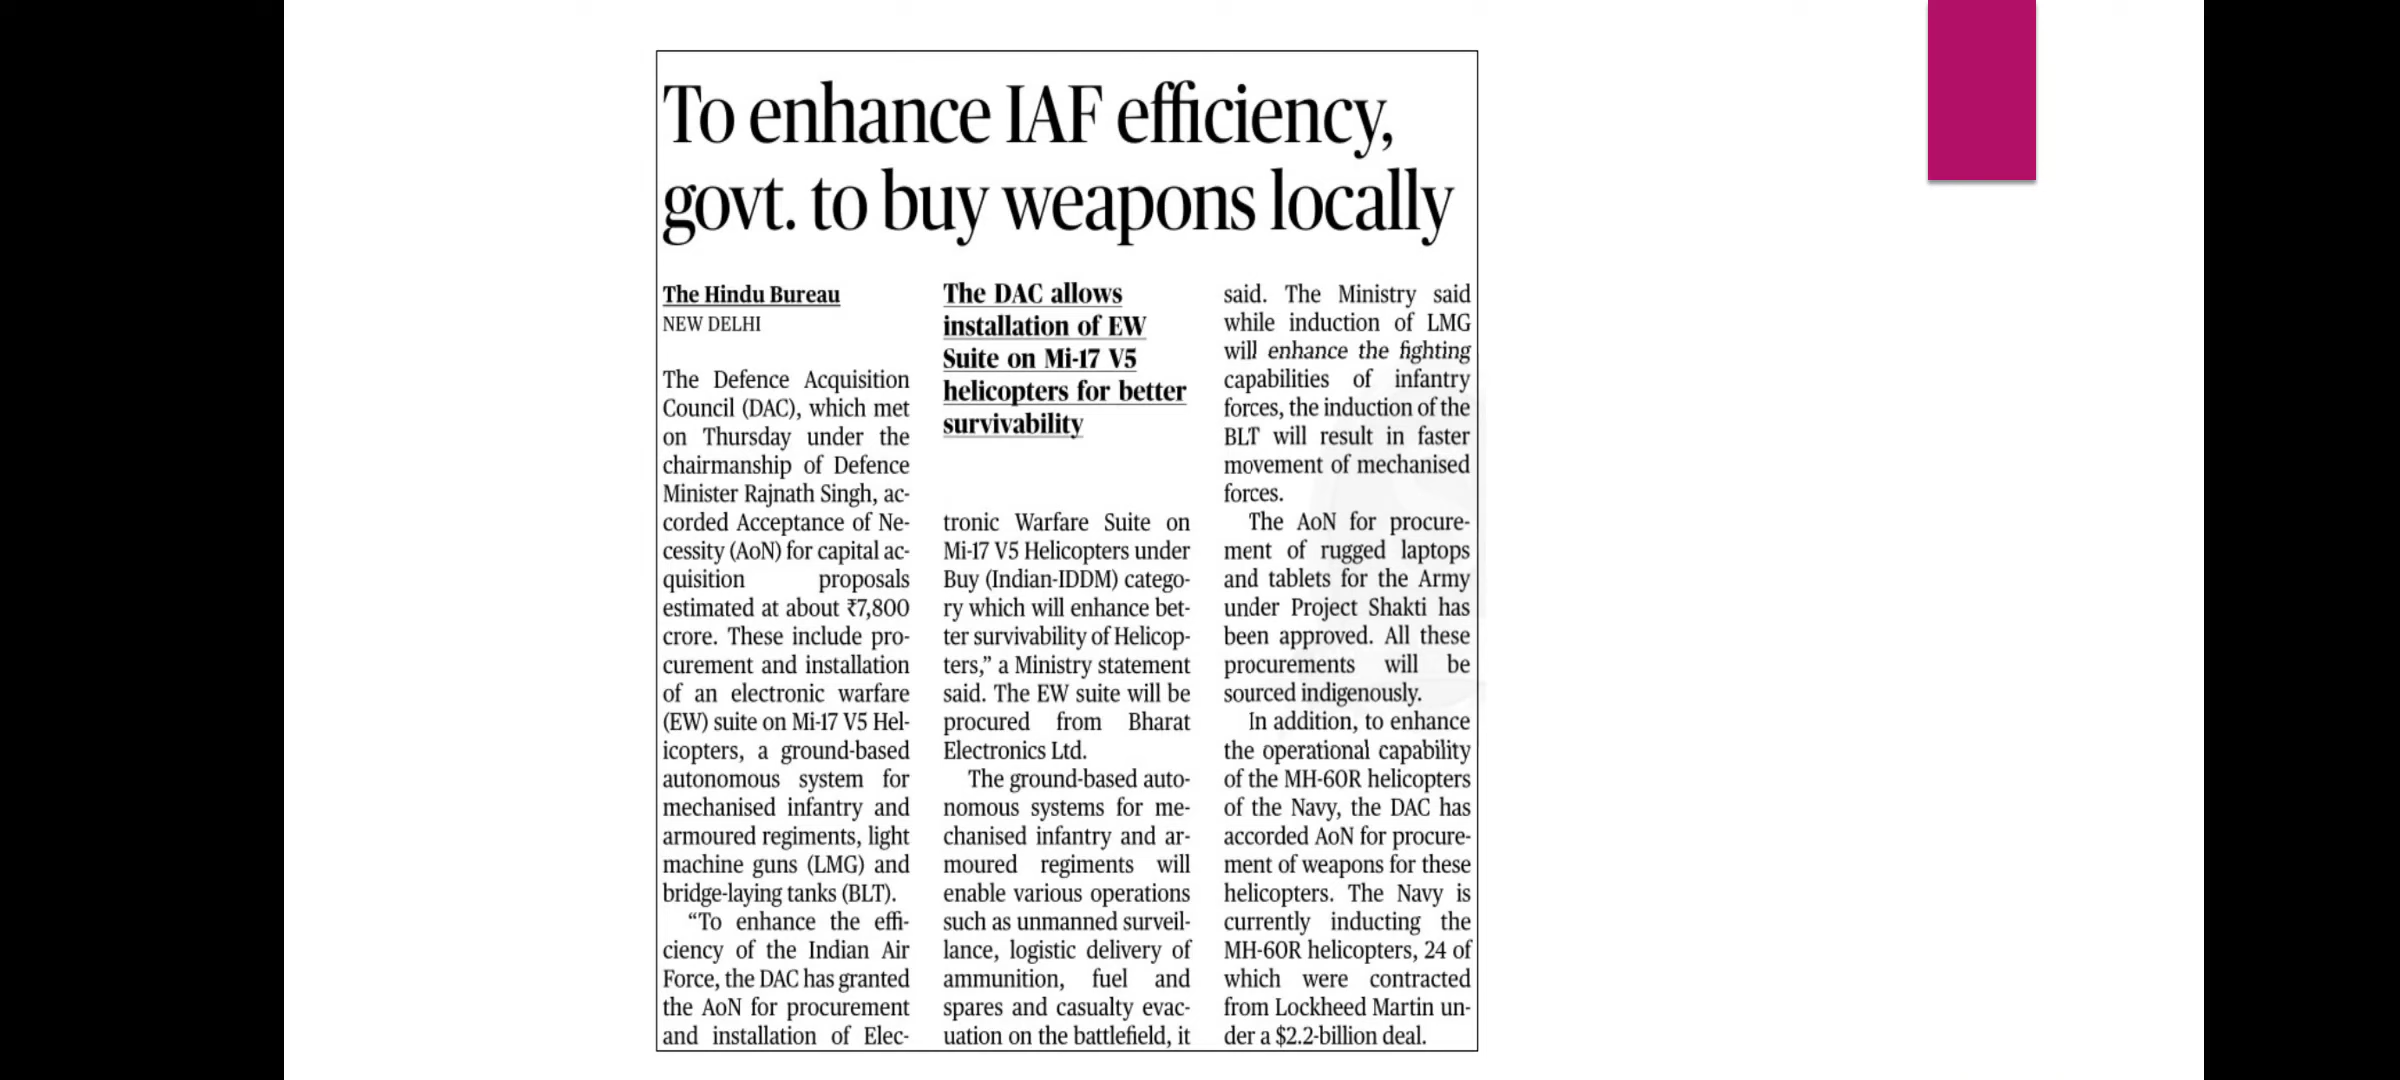 To enhance IAF efficiency,
govt. to buy weapons locally
The Hindu Bureau
NEW DELHI
The Defence Acquisition
Council (DAC), which met
on Thursday under the
chairmanship of Defence
Minister Rajnath Singh, ac-
corded Acceptance of Ne-
cessity (AoN) for capital ac-
quisition proposals
estimated at about ₹7,800
crore. These include pro-
curement and installation
of an electronic warfare
(EW) suite on Mi-17 V5 Hel-
icopters, a ground-based
autonomous system for
mechanised infantry and
armoured regiments, light
machine guns (LMG) and
bridge-laying tanks (BLT).
“To enhance the effi-
ciency of the Indian Air
Force, the DAC has granted
the AoN for procurement
and installation of Elec-
The DAC allows
installation of EW
Suite on Mi-17 V5
helicopters for better
survivability
tronic Warfare Suite on
Mi-17 V5 Helicopters under
Buy (Indian-IDDM) catego-
ry which will enhance bet-
ter survivability of Helicop-
ters,” a Ministry statement
said. The EW suite will be
procured from Bharat
Electronics Ltd.
The ground-based auto-
nomous systems for me-
chanised infantry and ar-
moured regiments will
enable various operations
such as unmanned surveil-
lance, logistic delivery of
ammunition, fuel and
spares and casualty evac-
uation on the battlefield, it
said. The Ministry said
while induction of LMG
will enhance the fighting
capabilities of infantry
forces, the induction of the
BLT will result in faster
movement of mechanised
forces.
The AoN for procure-
ment of rugged laptops
and tablets for the Army
under Project Shakti has
been approved. All these
procurements will be
sourced indigenously.
In addition, to enhance
the operational capability
of the MH-60R helicopters
of the Navy, the DAC has
accorded AoN for procure-
ment of weapons for these
helicopters. The Navy is
currently inducting the
MH-60R helicopters, 24 of
which were contracted
from Lockheed Martin un-
der a $2.2-billion deal.